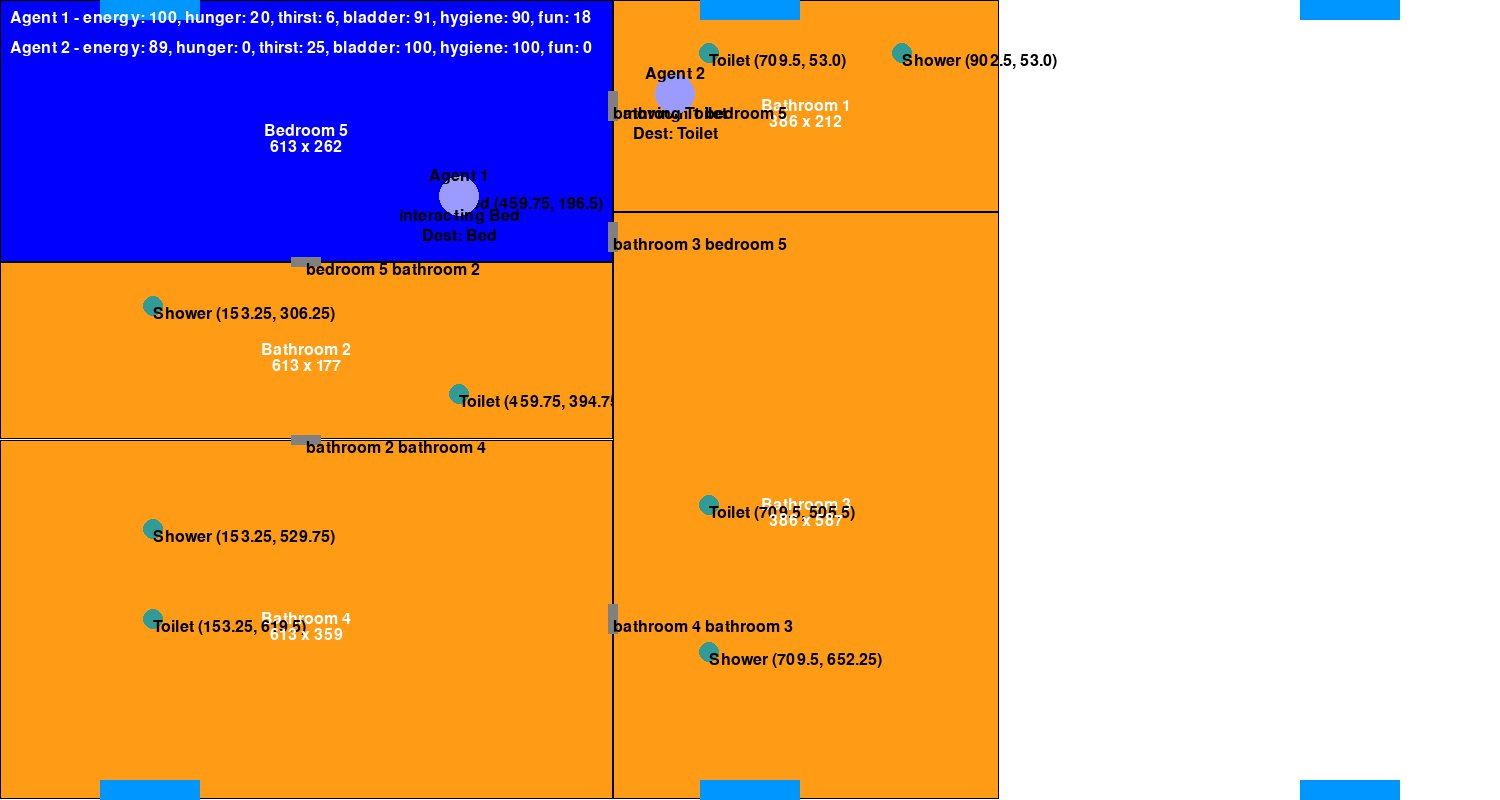 Agent 1 - energy: 100, hunger: 20, thirst: 6, bladder: 91, hygiene: 90, fun: 18
Agent 2 - energy: 89, hunger: 0, thirst: 25, bladder: 100, hygiene: 100, fun: 0
Toilet (709.5, 53.0)
Shower (902.5, 53.0)
Agent 2
Bathroom 1
386 x 212
bedroom 5
Dest: Toilet
Bedroom 5
613 x 262
Agent 1
(459.75, 196.5)
interacting Bed
Dest: Bed
bathroom 3 bedroom 5
bedroom 5 bathroom 2
Shower (153.25, 306.25)
Bathroom 2
613 x 177
Toilet (459.75, 394.75
bathroom 2 bathroom 4
Shower (153.25, 529.75)
Toilet (709.5, 505.5)
Bathroom 3
386 x 587
Bathroom 4
613 x 359
Toilet (153.25, 619.5)
bathroom 4 bathroom 3
Shower (709.5, 652.25)